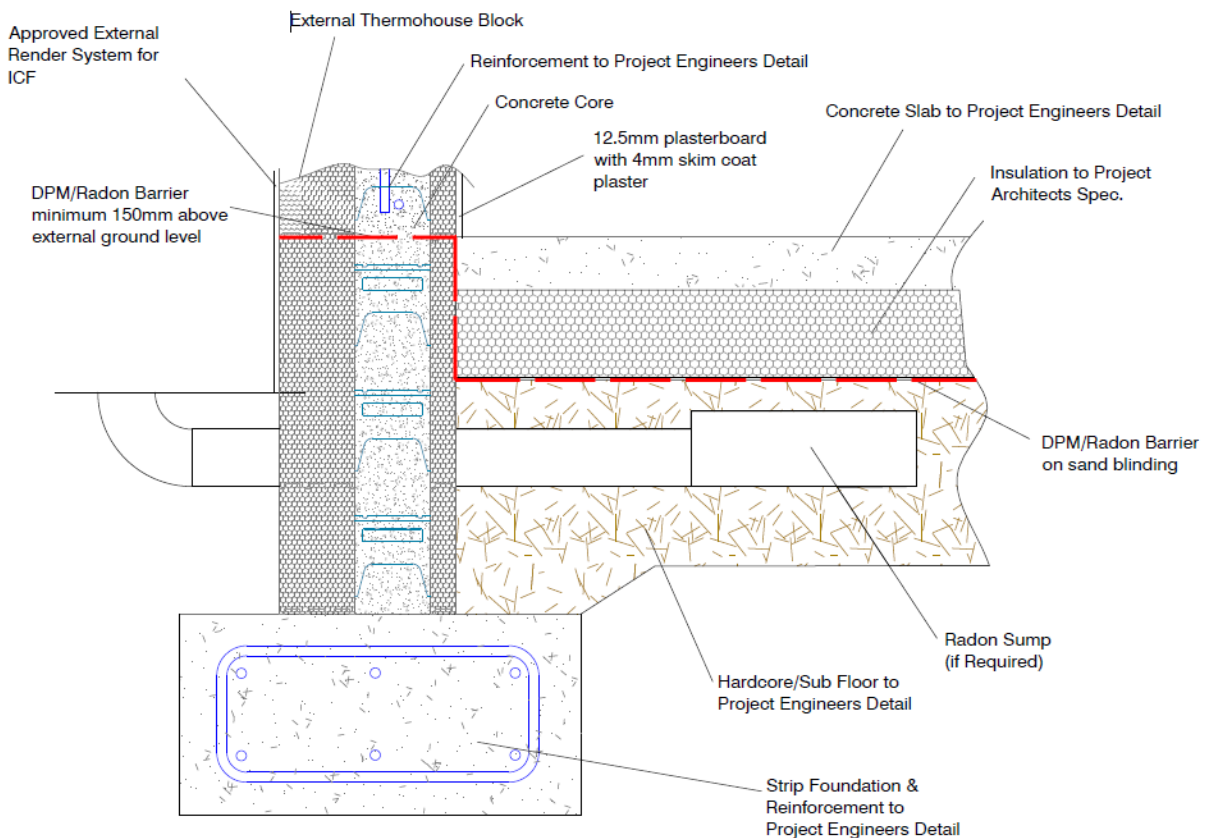 External Thermohouse Block
Approved External
Render System for
ICF
Reinforcement to Project Engineers Detail
Concrete Core
Concrete Slab to Project Engineers Detail
12.5mm plasterboard
with 4mm skim coat
plaster
Insulation to Project
Architects Spec.
DPM/Radon Barrier
minimum 150mm above
external ground level
DPM/Radon Barrier
on sand blinding
Radon Sump
(if Required)
Hardcore/Sub Floor to
Project Engineers Detail
Strip Foundation &
Reinforcement to
Project Engineers Detail